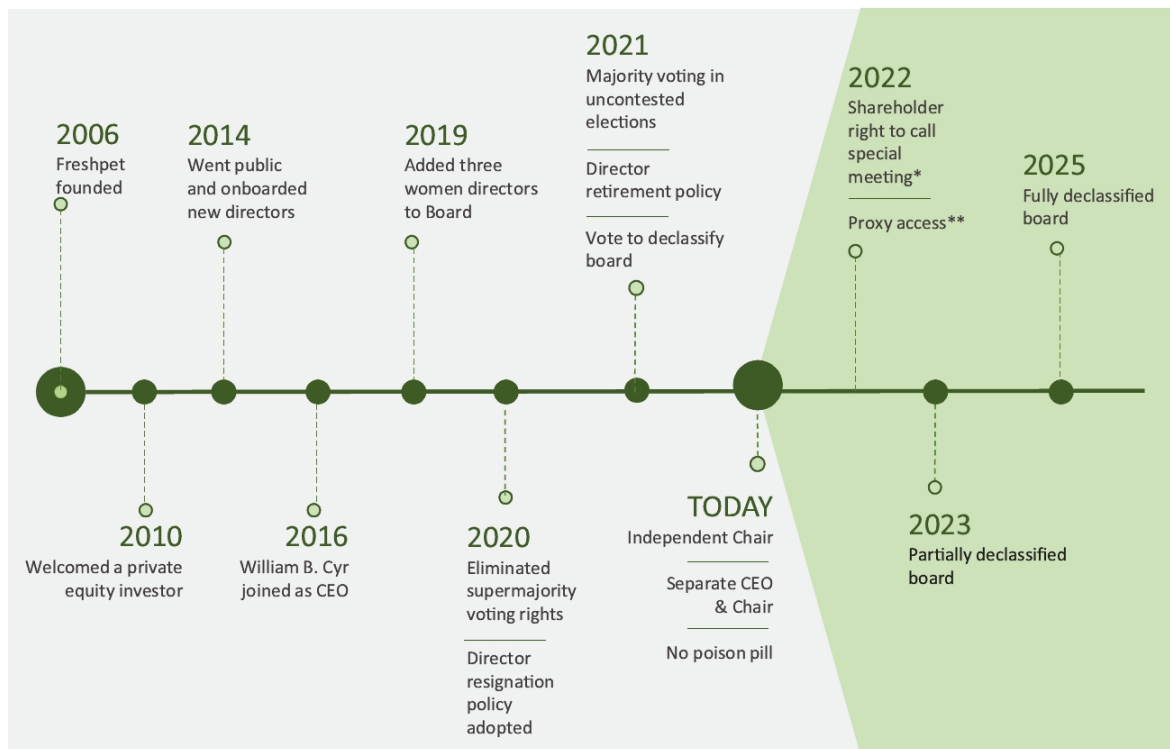 2006
Freshpet
founded
2014
Went public
and onboarded
new directors
2019
Added three
women directors
to Board
2021
Majority voting in
uncontested
elections
Director
retirement policy
Vote to declassify
board
2022
Shareholder
right to call
special
meeting*
Proxy access**
2025
Fully declassified
board
2010
Welcomed a private
equity investor
2016
William B. Cyr
joined as CEO
2020
Eliminated
supermajority
voting rights
Director
resignation
policy
adopted
TODAY
Independent Chair
Separate CEO
& Chair
No poison pill
2023
Partially declassified
board